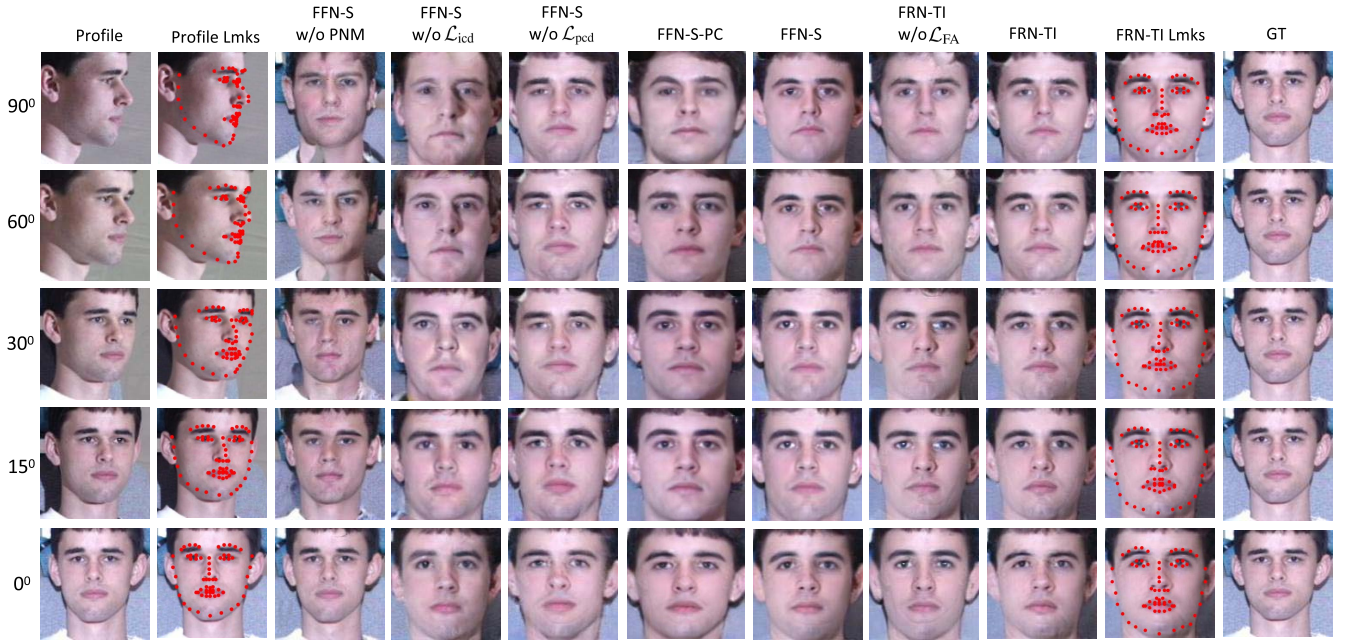 Profile
Profile Lmks
FFN-S
w/o PNM
FFN-S
w/o ℒicd
FFN-S
w/o ℒpcd
FFN-S-PC
FFN-S
FRN-TI
w/o ℒFA
FRN-TI
FRN-TI Lmks
GT
90⁰
60⁰
30⁰
15⁰
0⁰